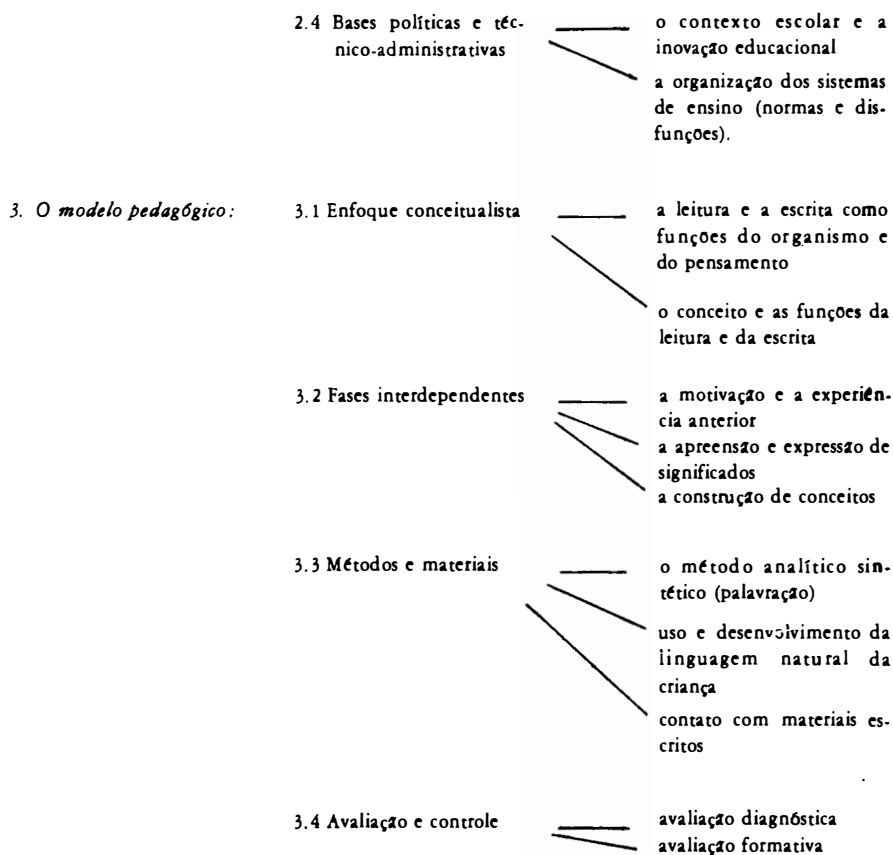 2.4 Bases políticas e téc-
nico-administrativas
o contexto escolar e a
inovação educacional
a organização dos sistemas
de ensino (normas e dis-
funções).
3. O modelo pedagógico:
3.1 Enfoque conceitualista
a leitura e a escrita como
funções do organismo e
do pensamento
o conceito e as funções da
leitura e da escrita
3.2 Fases interdependentes
a motivação e a experiên-
cia anterior
a apreensão e expressão de
significados
a construção de conceitos
3.3 Métodos e materiais
o método analítico sin-
tético (palavração)
uso e desenvolvimento da
linguagem natural da
criança
contato com materiais es-
critos
3.4 Avaliação e controle
avaliação diagnóstica
avaliação formativa